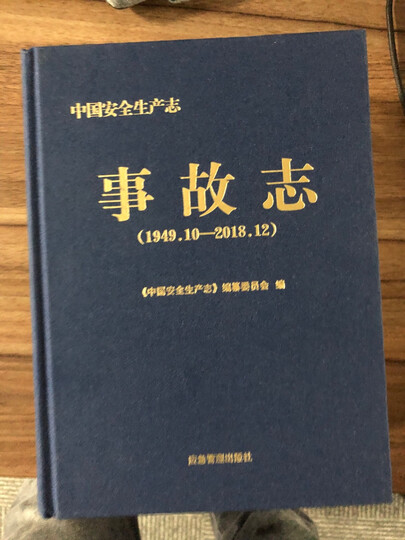 中国安全生产志
事故志
(1949.10—2018.12)
《中国安全生产志》编纂委员会 编
应急管理出版社